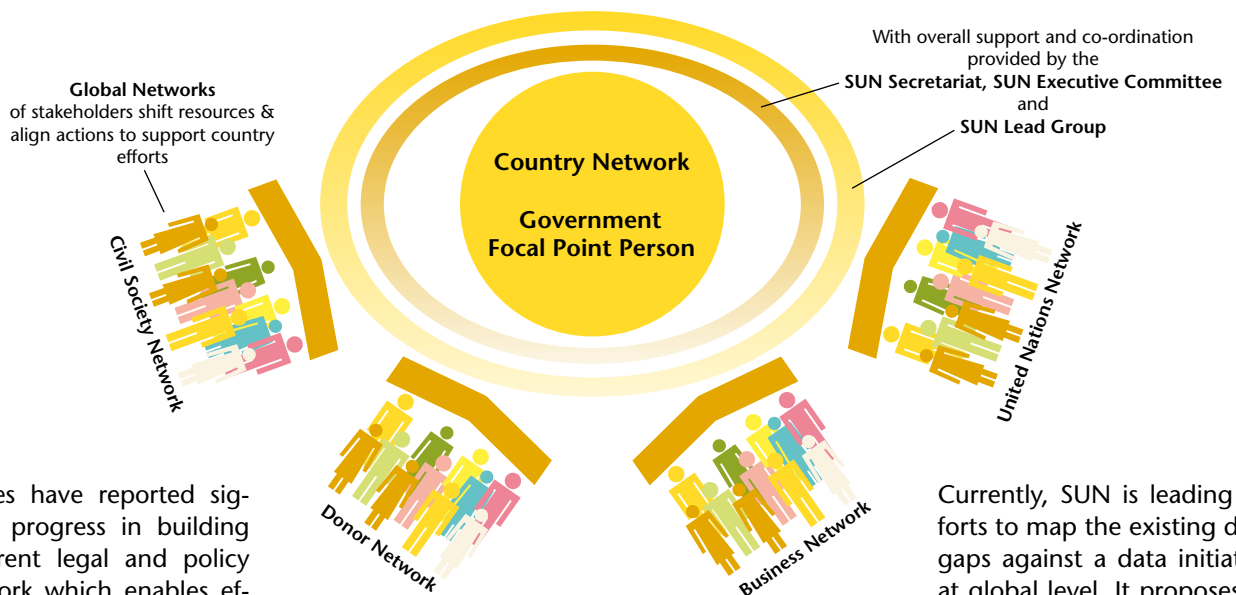 With overall support and co-ordination
provided by the
SUN Secretariat, SUN Executive Committee
and
SUN Lead Group
Global Networks
of stakeholders shift resources &
align actions to support country
efforts
Country Network
Government
Focal Point Person
Civil Society Network
Donor Network
Business Network
United Nations Network
es have reported sig-
progress in building
rent legal and policy
ork which enables ef-
Currently, SUN is leading
forts to map the existing d
gaps against a data initiat
at global level. It proposes